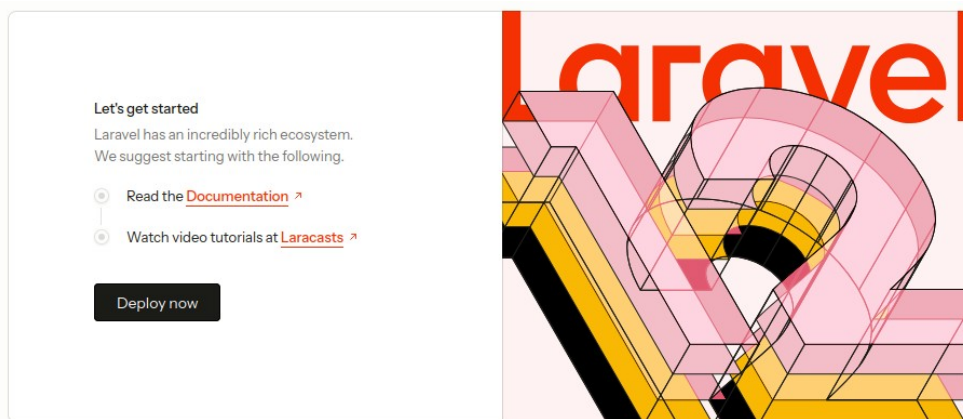 Let's get started
Laravel has an incredibly rich ecosystem.
We suggest starting with the following.
Read the Documentation ↗
Watch video tutorials at Laracasts ↗
Deploy now
Laravel